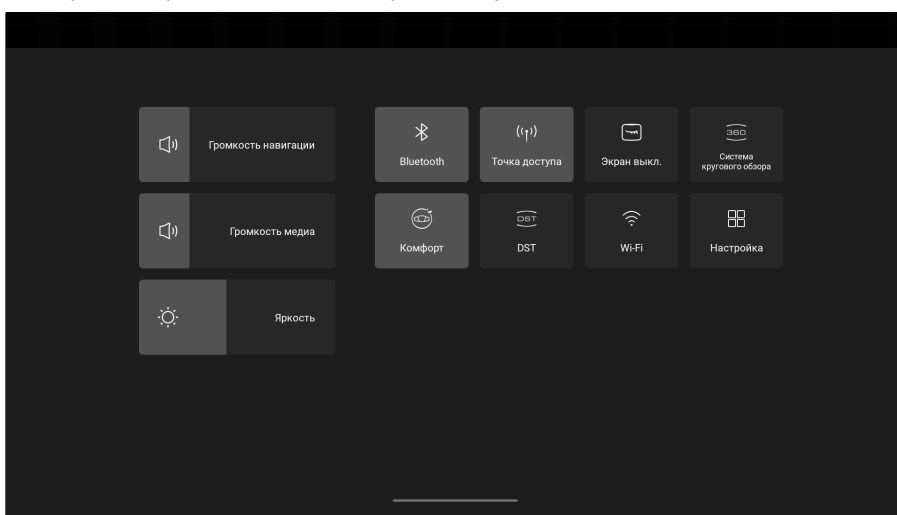 Громкость навигации
Bluetooth
Точка доступа
Экран выкл.
360
Система
кругового обзора
Громкость медиа
Комфорт
DST
DST
Wi-Fi
Настройка
Яркость